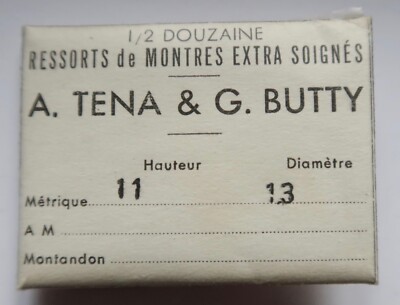 1/2 DOUZAINE
RESSORTS de MONTRES EXTRA SOIGNÉS
A. TENA & G. BUTTY
Hauteur Diamètre
Métrique 11 13
A M
Montandon